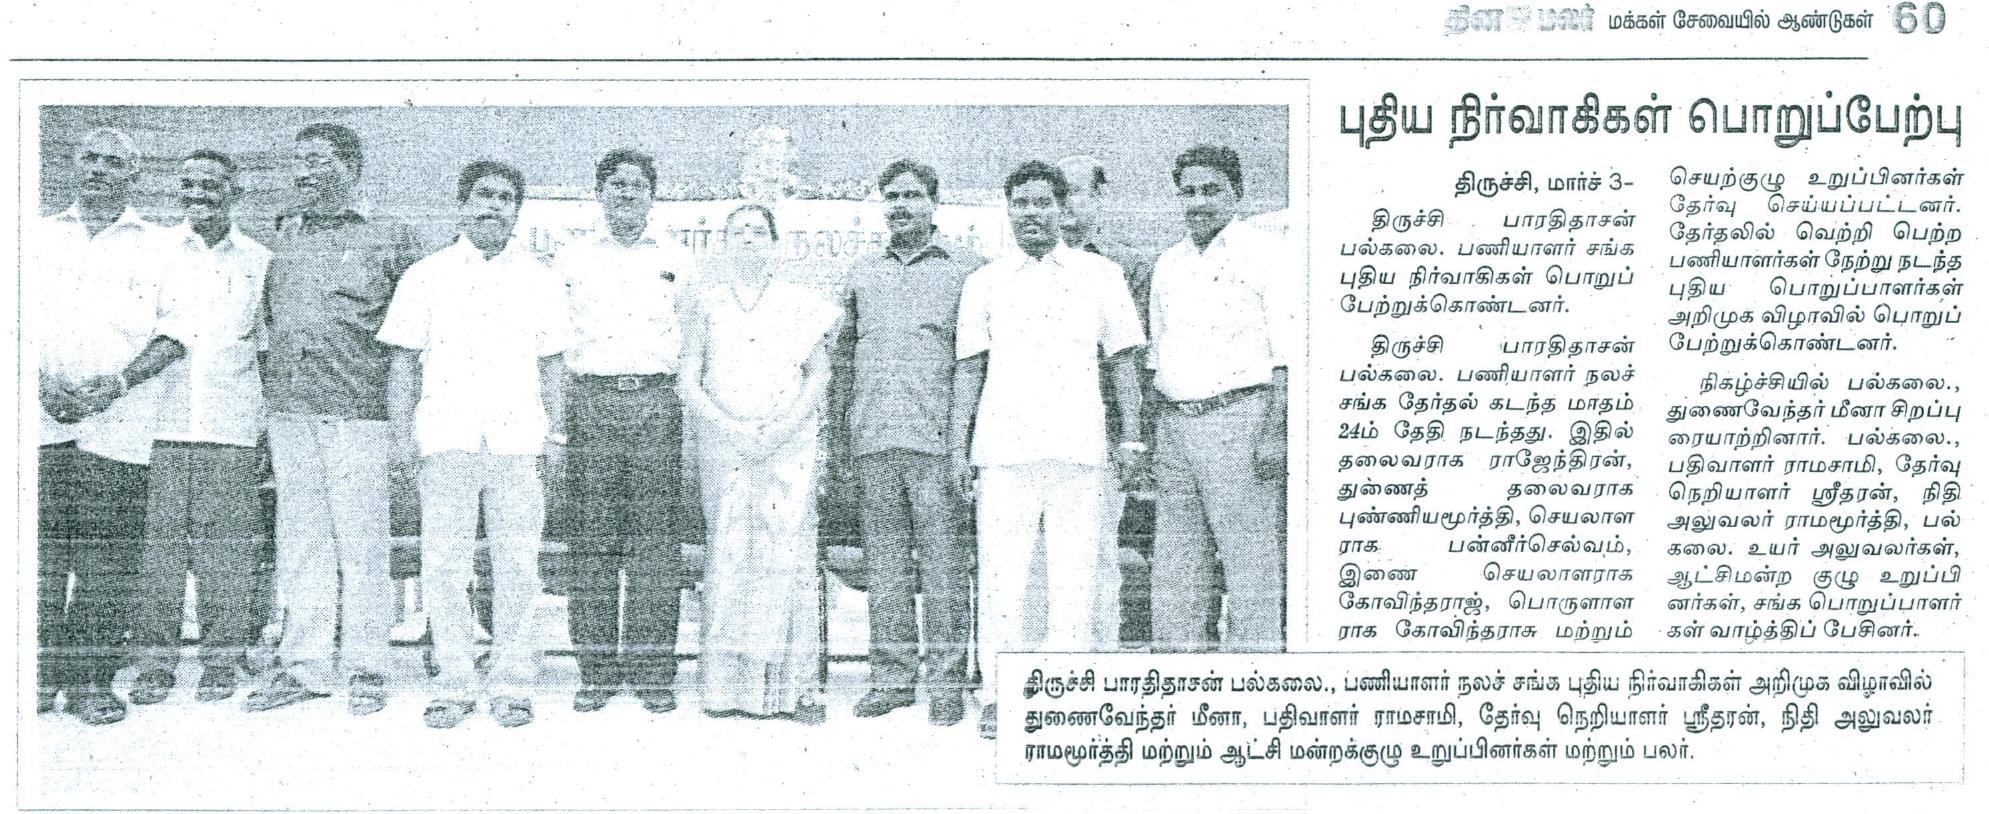 தின மலர் மக்கள் சேவையில் ஆண்டுகள் 60
புதிய நிர்வாகிகள் பொறுப்பேற்பு
திருச்சி, மார்ச் 3-
திருச்சி பாரதிதாசன்
பல்கலை. பணியாளர் சங்க
புதிய நிர்வாகிகள் பொறுப்
பேற்றுக்கொண்டனர்.
திருச்சி பாரதிதாசன்
பல்கலை. பணியாளர் நலச்
சங்க தேர்தல் கடந்த மாதம்
24ம் தேதி நடந்தது. இதில்
தலைவராக ராஜேந்திரன்,
துணைத் தலைவராக
புண்ணியமூர்த்தி, செயலாள
ராக பன்னீர்செல்வம்,
இணை செயலாளராக
கோவிந்தராஜ், பொருளாள
ராக கோவிந்தராசு மற்றும்
செயற்குழு உறுப்பினர்கள்
தேர்வு செய்யப்பட்டனர்.
தேர்தலில் வெற்றி பெற்ற
பணியாளர்கள் நேற்று நடந்த
புதிய பொறுப்பாளர்கள்
அறிமுக விழாவில் பொறுப்
பேற்றுக்கொண்டனர்.
நிகழ்ச்சியில் பல்கலை.,
துணைவேந்தர் மீனா சிறப்பு
ரையாற்றினார். பல்கலை.,
பதிவாளர் ராமசாமி, தேர்வு
நெறியாளர் ஸ்ரீதரன், நிதி
அலுவலர் ராமமூர்த்தி, பல்
கலை. உயர் அலுவலர்கள்,
ஆட்சிமன்ற குழு உறுப்பி
னர்கள், சங்க பொறுப்பாளர்
கள் வாழ்த்திப் பேசினர்.
திருச்சி பாரதிதாசன் பல்கலை., பணியாளர் நலச் சங்க புதிய நிர்வாகிகள் அறிமுக விழாவில்
துணைவேந்தர் மீனா, பதிவாளர் ராமசாமி, தேர்வு நெறியாளர் ஸ்ரீதரன், நிதி அலுவலர்
ராமமூர்த்தி மற்றும் ஆட்சி மன்றக்குழு உறுப்பினர்கள் மற்றும் பலர்.